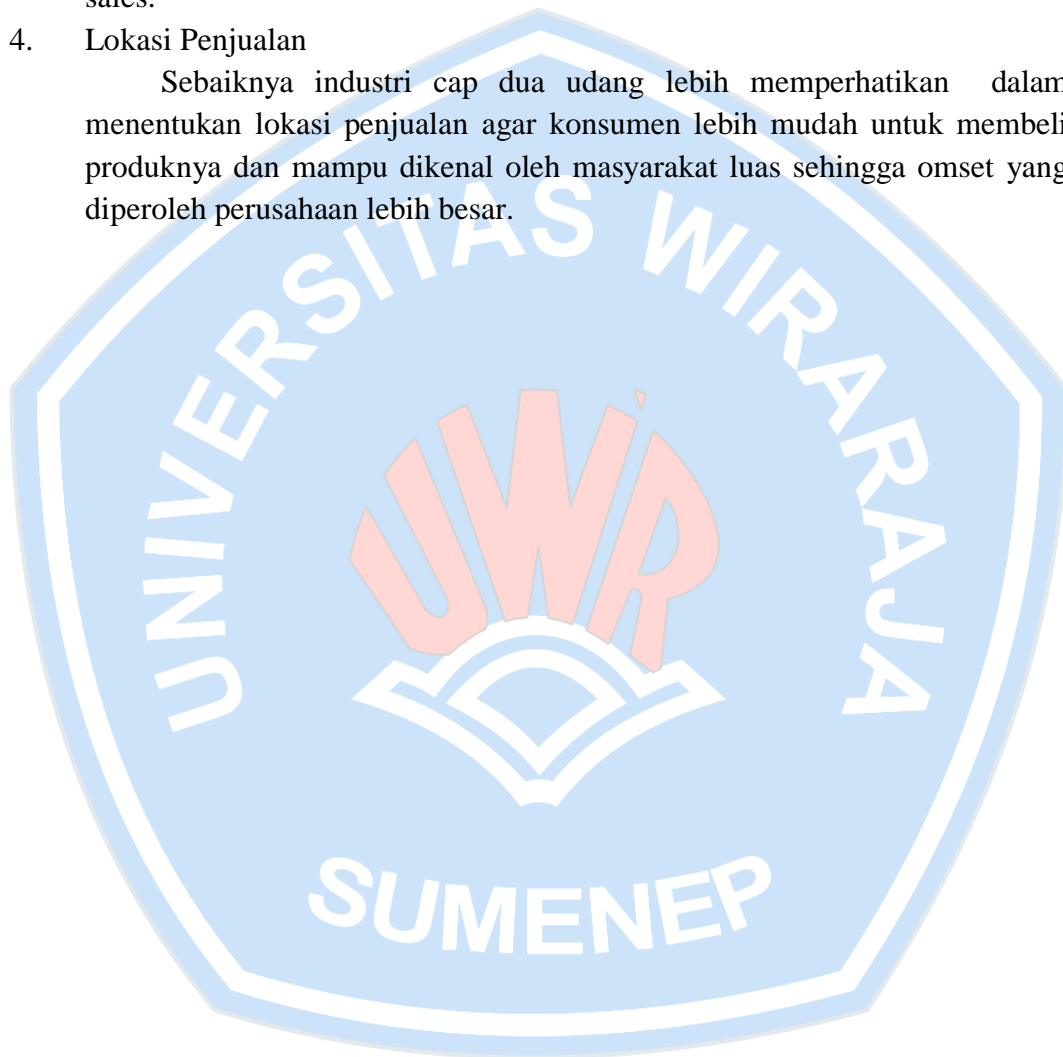 sales.
4. Lokasi Penjualan
Sebaiknya industri cap dua udang lebih memperhatikan dalam
menentukan lokasi penjualan agar konsumen lebih mudah untuk membeli
produknya dan mampu dikenal oleh masyarakat luas sehingga omset yang
diperoleh perusahaan lebih besar.
UNIVERSITAS WIRARAJA
UWR
SUMENEP